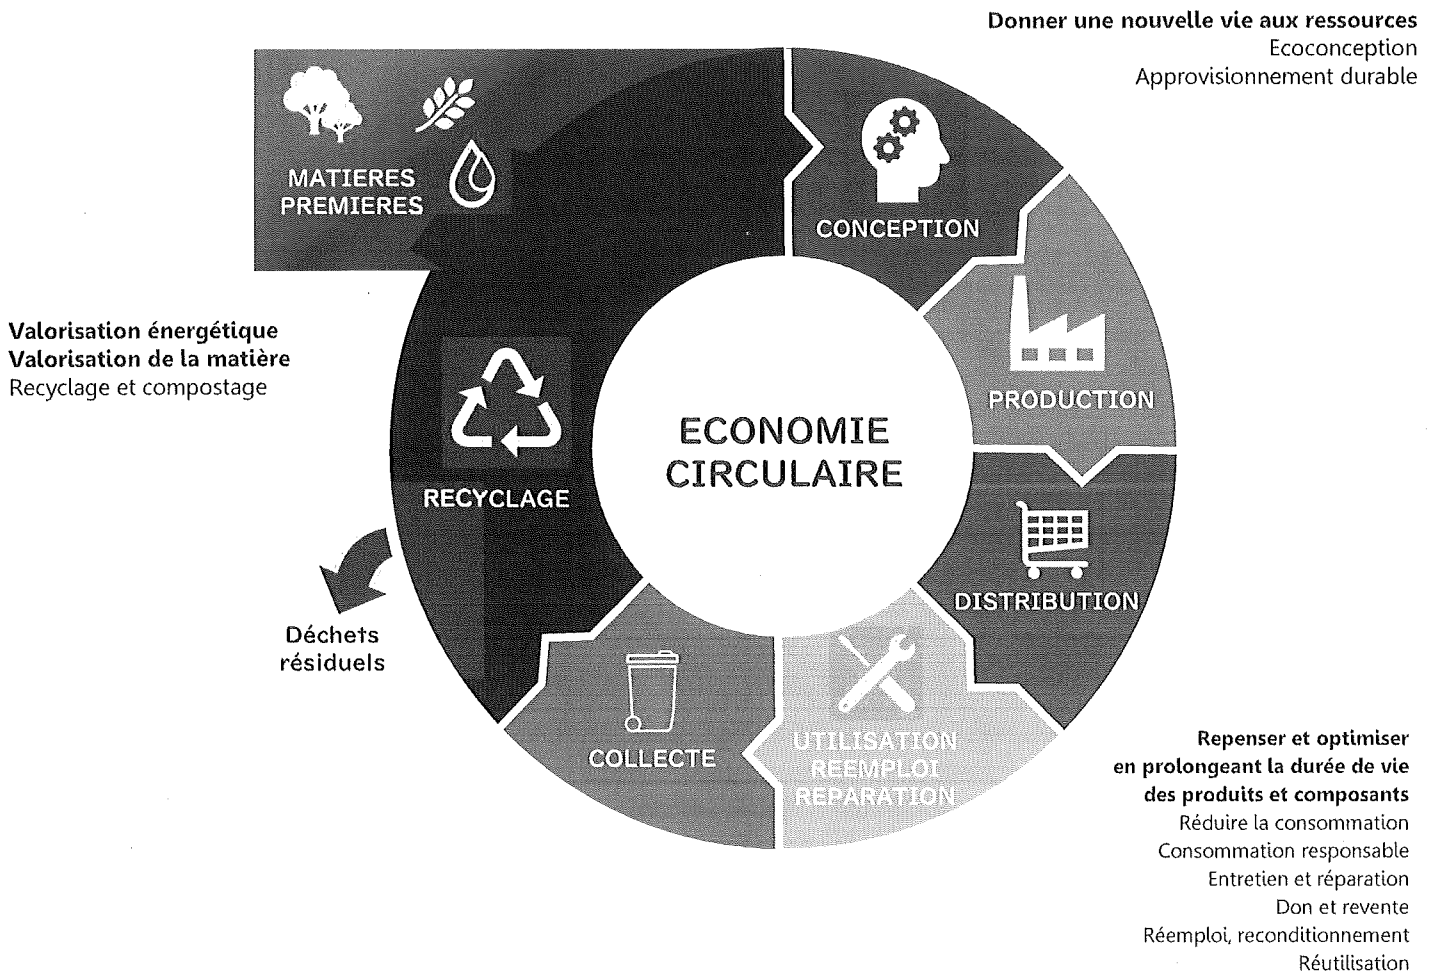 Donner une nouvelle vie aux ressources
Ecoconception
Approvisionnement durable
MATIERES
PREMIERES
CONCEPTION
PRODUCTION
DISTRIBUTION
UTILISATION
REEMPLOI
REPARATION
COLLECTE
RECYCLAGE
ECONOMIE
CIRCULAIRE
Valorisation énergétique
Valorisation de la matière
Recyclage et compostage
Déchets
résiduels
Repenser et optimiser
en prolongeant la durée de vie
des produits et composants
Réduire la consommation
Consommation responsable
Entretien et réparation
Don et revente
Réemploi, reconditionnement
Réutilisation